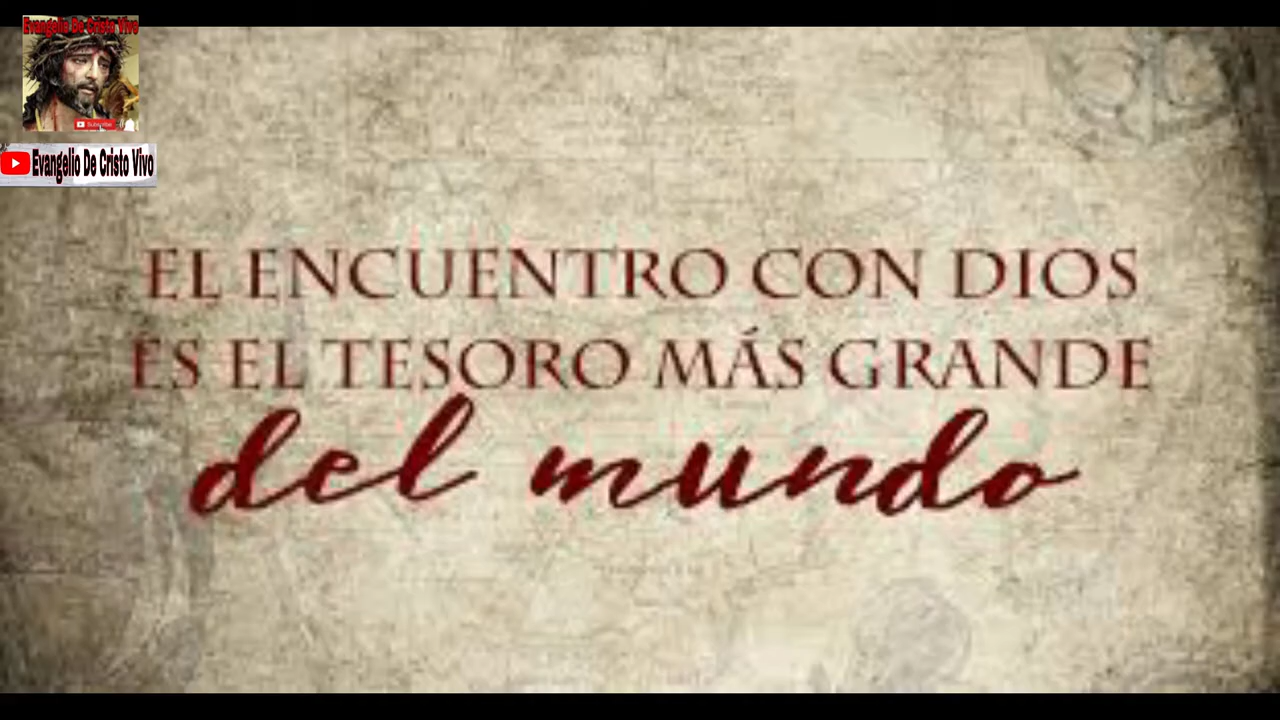 Evangelio De Cristo Vivo
Subscribe
Evangelio De Cristo Vivo
EL ENCUENTRO CON DIOS
ES EL TESORO MÁS GRANDE
del mundo